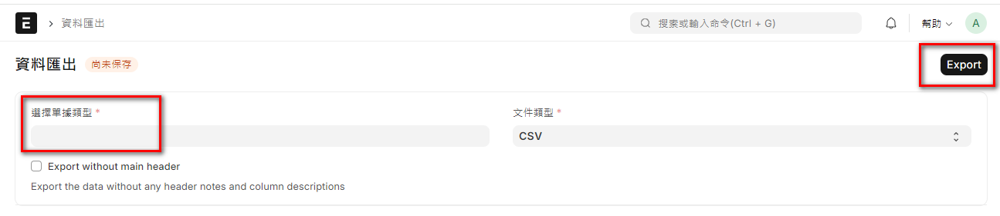 E > 資料匯出 搜索或輸入命令(Ctrl + G) 幫助 A
資料匯出 尚未保存 Export
選擇單據類型 * 文件類型 *
CSV
Export without main header
Export the data without any header notes and column descriptions